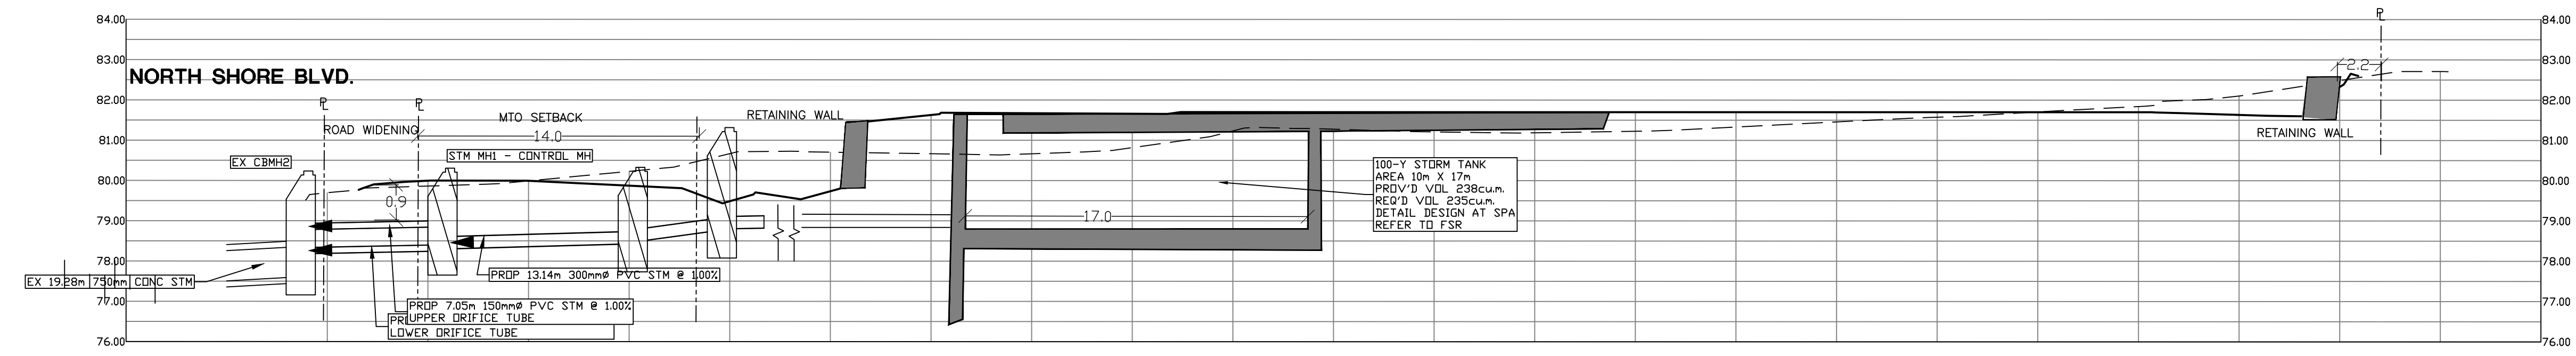 84.00
83.00
82.00
81.00
80.00
79.00
78.00
77.00
76.00
NORTH SHORE BLVD.
PL
PL
ROAD WIDENING
MTO SETBACK
14.0
EX CBMH2
STM MH1 - CONTROL MH
RETAINING WALL
0.9
EX 19.28m 750mm CONC STM
PROP 13.14m 300mmØ PVC STM @ 1.00%
PROP 7.05m 150mmØ PVC STM @ 1.00%
UPPER ORIFICE TUBE
LOWER ORIFICE TUBE
17.0
100-Y STORM TANK
AREA 10m X 17m
PROV'D VOL 238cu.m.
REQ'D VOL 235cu.m.
DETAIL DESIGN AT SPA
REFER TO FSR
PL
2.2
RETAINING WALL
84.00
83.00
82.00
81.00
80.00
79.00
78.00
77.00
76.00